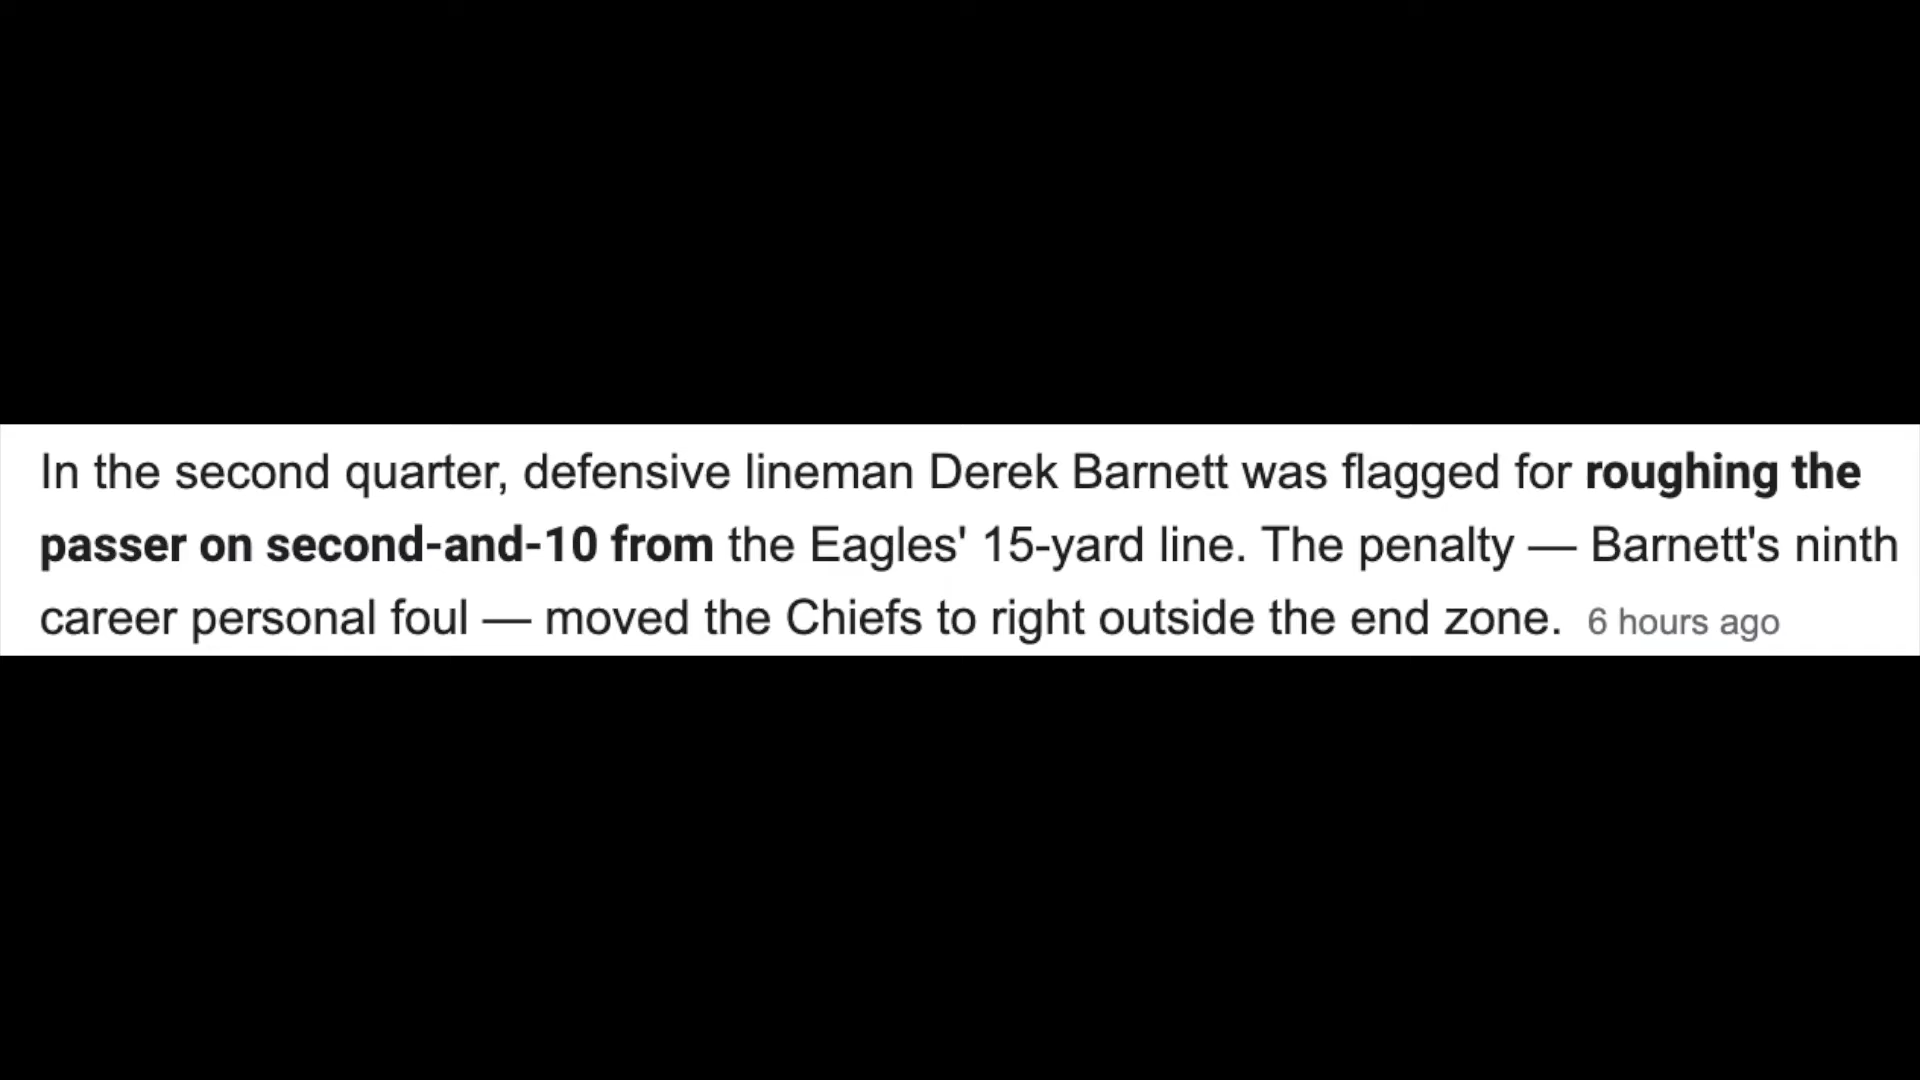 In the second quarter, defensive lineman Derek Barnett was flagged for roughing the
passer on second-and-10 from the Eagles' 15-yard line. The penalty — Barnett's ninth
career personal foul — moved the Chiefs to right outside the end zone. 6 hours ago